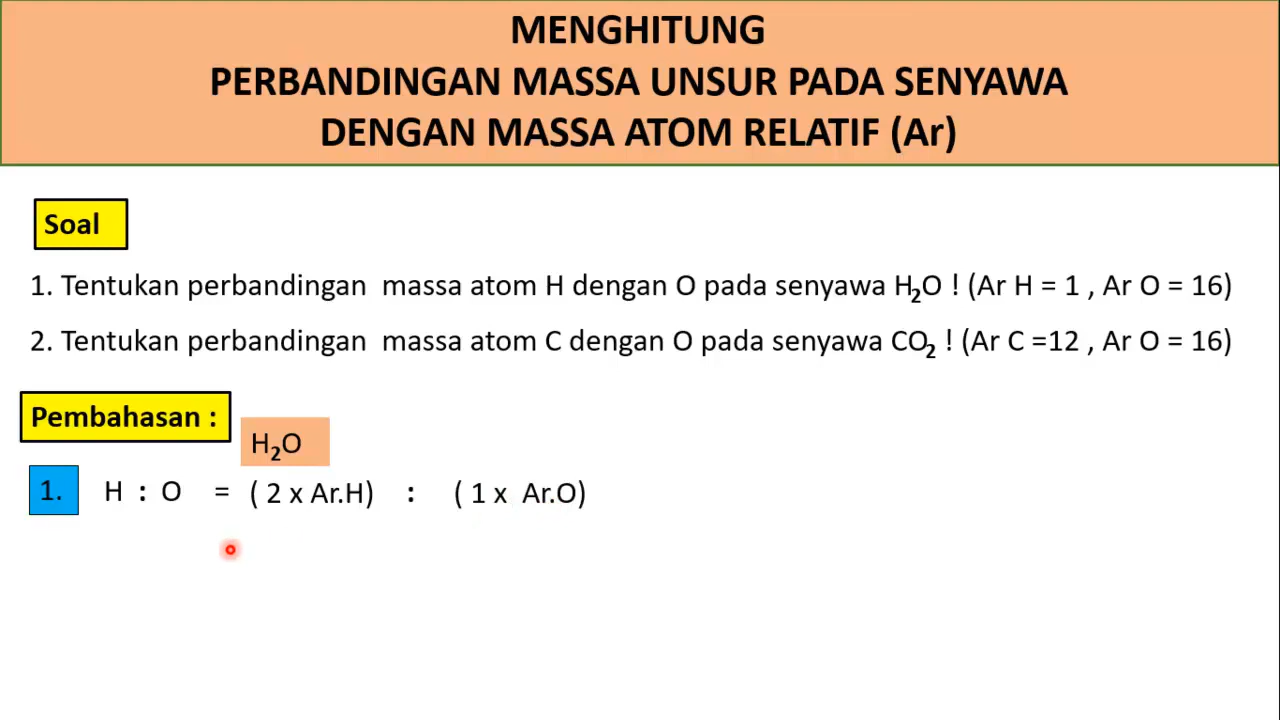 MENGHITUNG
PERBANDINGAN MASSA UNSUR PADA SENYAWA
DENGAN MASSA ATOM RELATIF (Ar)
Soal
1. Tentukan perbandingan massa atom H dengan O pada senyawa H₂O ! (Ar H = 1 , Ar O = 16)
2. Tentukan perbandingan massa atom C dengan O pada senyawa CO₂ ! (Ar C =12 , Ar O = 16)
Pembahasan :
H₂O
1. H : O = ( 2 x Ar.H) : ( 1 x Ar.O)